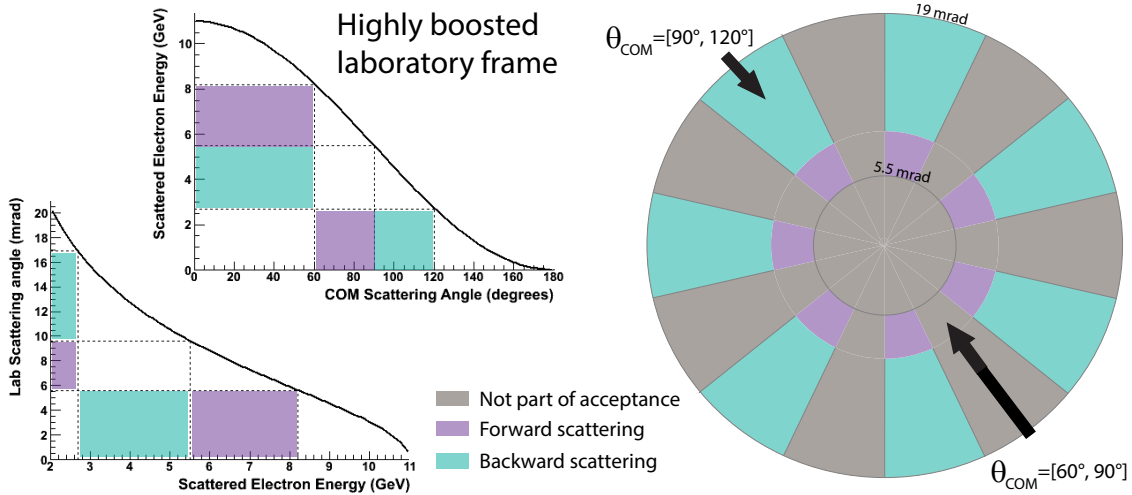 Highly boosted
laboratory frame
Scattered Electron Energy (GeV)
12
10
8
6
4
2
0
0 20 40 60 80 100 120 140 160 180
COM Scattering Angle (degrees)
Lab Scattering angle (mrad)
20
18
16
14
12
10
8
6
4
2
0
2 3 4 5 6 7 8 9 10 11
Scattered Electron Energy (GeV)
Not part of acceptance
Forward scattering
Backward scattering
θCOM=[90°, 120°]
19 mrad
5.5 mrad
θCOM=[60°, 90°]